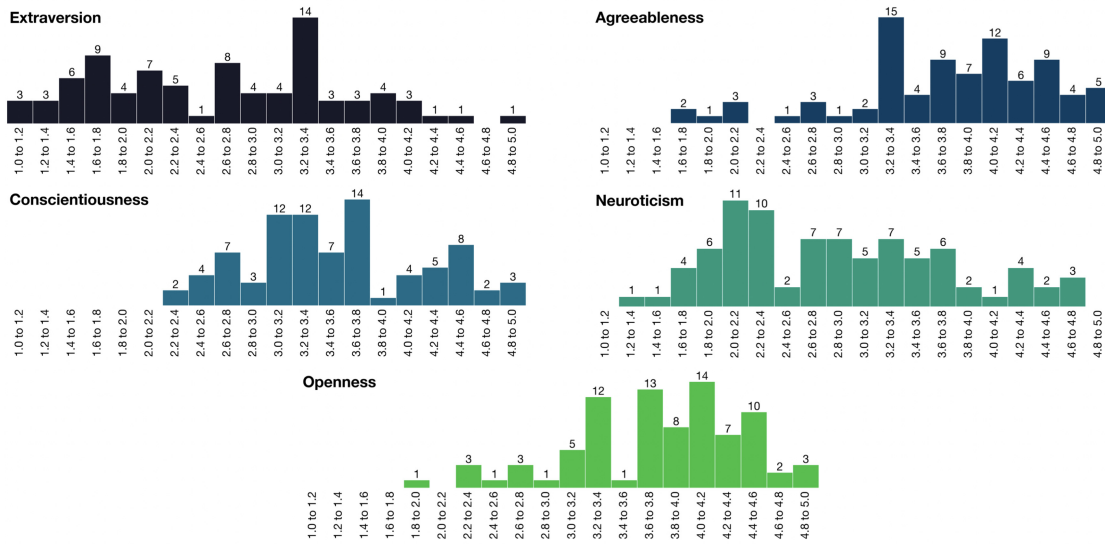 Extraversion
3 3 6 9 4 7 5 1 8 4 4 14 3 3 4 3 1 1 1
1.0 to 1.2 1.2 to 1.4 1.4 to 1.6 1.6 to 1.8 1.8 to 2.0 2.0 to 2.2 2.2 to 2.4 2.4 to 2.6 2.6 to 2.8 2.8 to 3.0 3.0 to 3.2 3.2 to 3.4 3.4 to 3.6 3.6 to 3.8 3.8 to 4.0 4.0 to 4.2 4.2 to 4.4 4.4 to 4.6 4.6 to 4.8 4.8 to 5.0
Agreeableness
2 1 3 1 3 1 2 15 4 9 7 12 6 9 4 5
1.0 to 1.2 1.2 to 1.4 1.4 to 1.6 1.6 to 1.8 1.8 to 2.0 2.0 to 2.2 2.2 to 2.4 2.4 to 2.6 2.6 to 2.8 2.8 to 3.0 3.0 to 3.2 3.2 to 3.4 3.4 to 3.6 3.6 to 3.8 3.8 to 4.0 4.0 to 4.2 4.2 to 4.4 4.4 to 4.6 4.6 to 4.8 4.8 to 5.0
Conscientiousness
2 4 7 3 12 12 7 14 1 4 5 8 2 3
1.0 to 1.2 1.2 to 1.4 1.4 to 1.6 1.6 to 1.8 1.8 to 2.0 2.0 to 2.2 2.2 to 2.4 2.4 to 2.6 2.6 to 2.8 2.8 to 3.0 3.0 to 3.2 3.2 to 3.4 3.4 to 3.6 3.6 to 3.8 3.8 to 4.0 4.0 to 4.2 4.2 to 4.4 4.4 to 4.6 4.6 to 4.8 4.8 to 5.0
Neuroticism
1 1 4 6 11 10 2 7 7 5 7 5 6 2 1 4 2 3
1.0 to 1.2 1.2 to 1.4 1.4 to 1.6 1.6 to 1.8 1.8 to 2.0 2.0 to 2.2 2.2 to 2.4 2.4 to 2.6 2.6 to 2.8 2.8 to 3.0 3.0 to 3.2 3.2 to 3.4 3.4 to 3.6 3.6 to 3.8 3.8 to 4.0 4.0 to 4.2 4.2 to 4.4 4.4 to 4.6 4.6 to 4.8 4.8 to 5.0
Openness
1 3 1 3 1 5 12 1 13 8 14 7 10 2 3
1.0 to 1.2 1.2 to 1.4 1.4 to 1.6 1.6 to 1.8 1.8 to 2.0 2.0 to 2.2 2.2 to 2.4 2.4 to 2.6 2.6 to 2.8 2.8 to 3.0 3.0 to 3.2 3.2 to 3.4 3.4 to 3.6 3.6 to 3.8 3.8 to 4.0 4.0 to 4.2 4.2 to 4.4 4.4 to 4.6 4.6 to 4.8 4.8 to 5.0